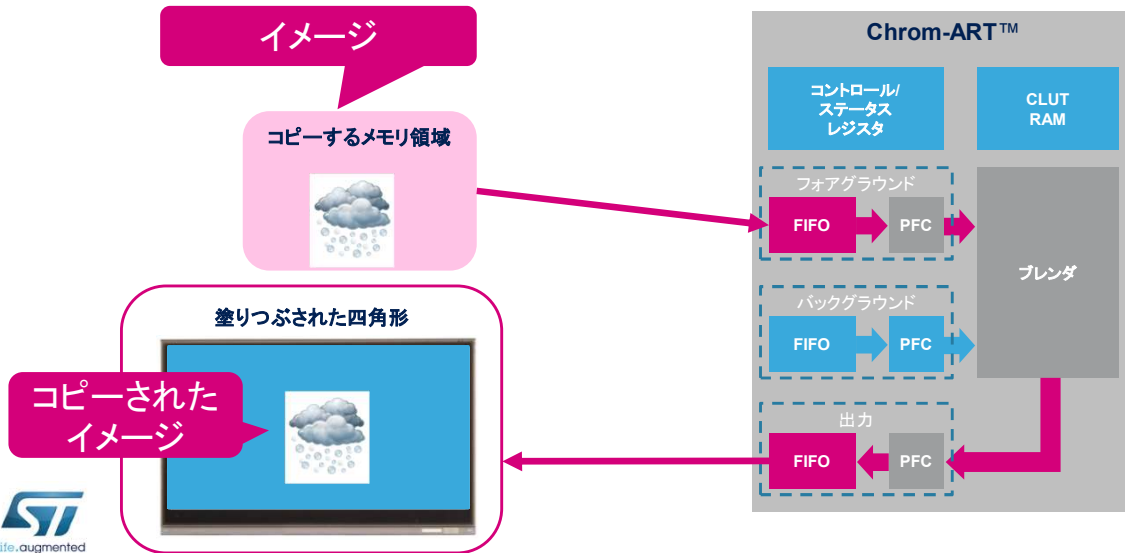 イメージ
コピーするメモリ領域
塗りつぶされた四角形
コピーされた
イメージ
Chrom-ART™
コントロール/
ステータス
レジスタ
CLUT
RAM
フォアグラウンド
FIFO
PFC
ブレンダ
バックグラウンド
FIFO
PFC
出力
FIFO
PFC
ST
life.augmented